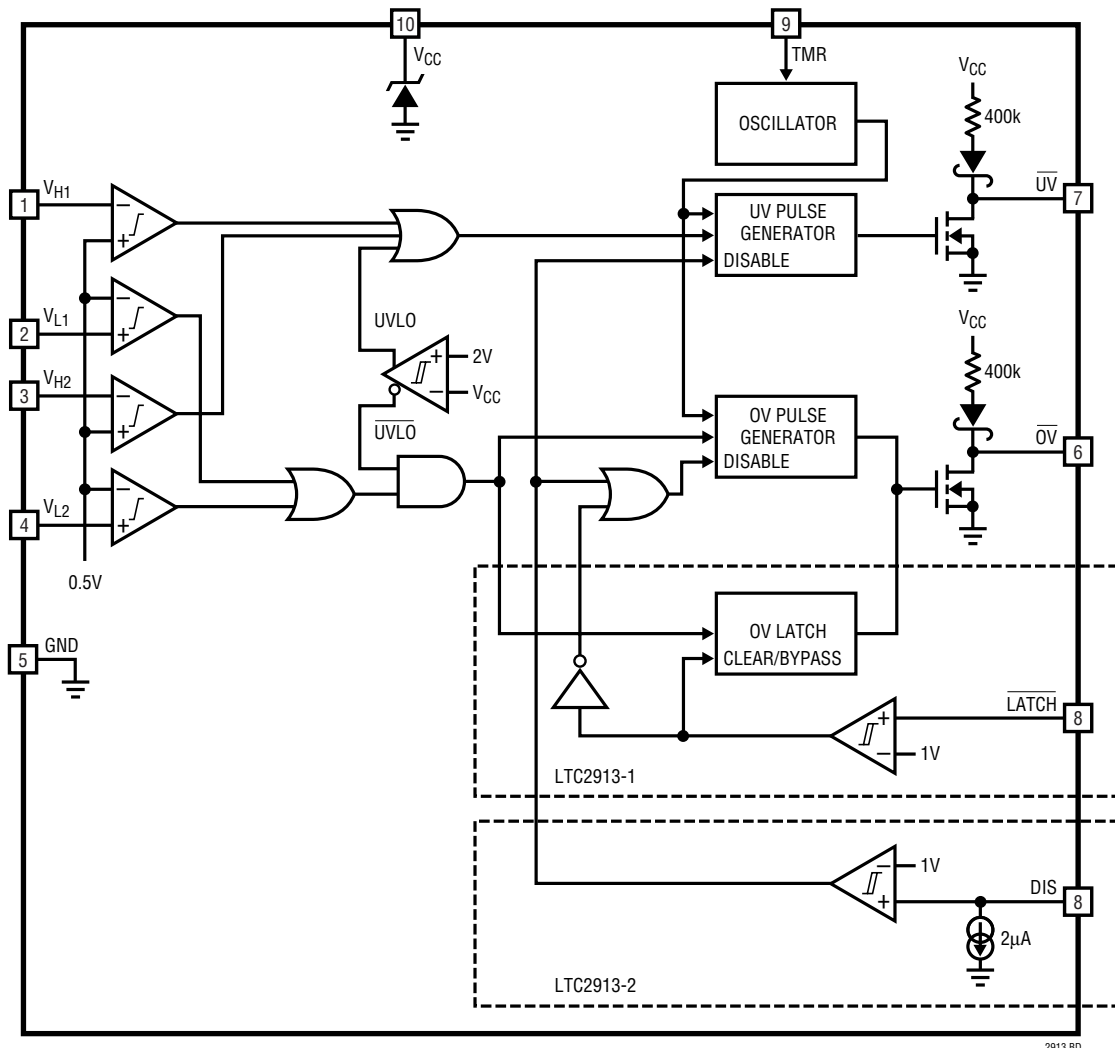 10
9
VCC
TMR
VCC
OSCILLATOR
400k
VH1
1
−
+
UV PULSE
GENERATOR
DISABLE
UV
7
VL1
2
−
+
UVLO
+
2V
−
VCC
UVLO
VCC
400k
VH2
3
−
+
OV PULSE
GENERATOR
DISABLE
OV
6
VL2
4
−
+
0.5V
GND
5
OV LATCH
CLEAR/BYPASS
LATCH
8
+
−
1V
LTC2913-1
−
1V
+
DIS
8
2µA
LTC2913-2
2913 BD